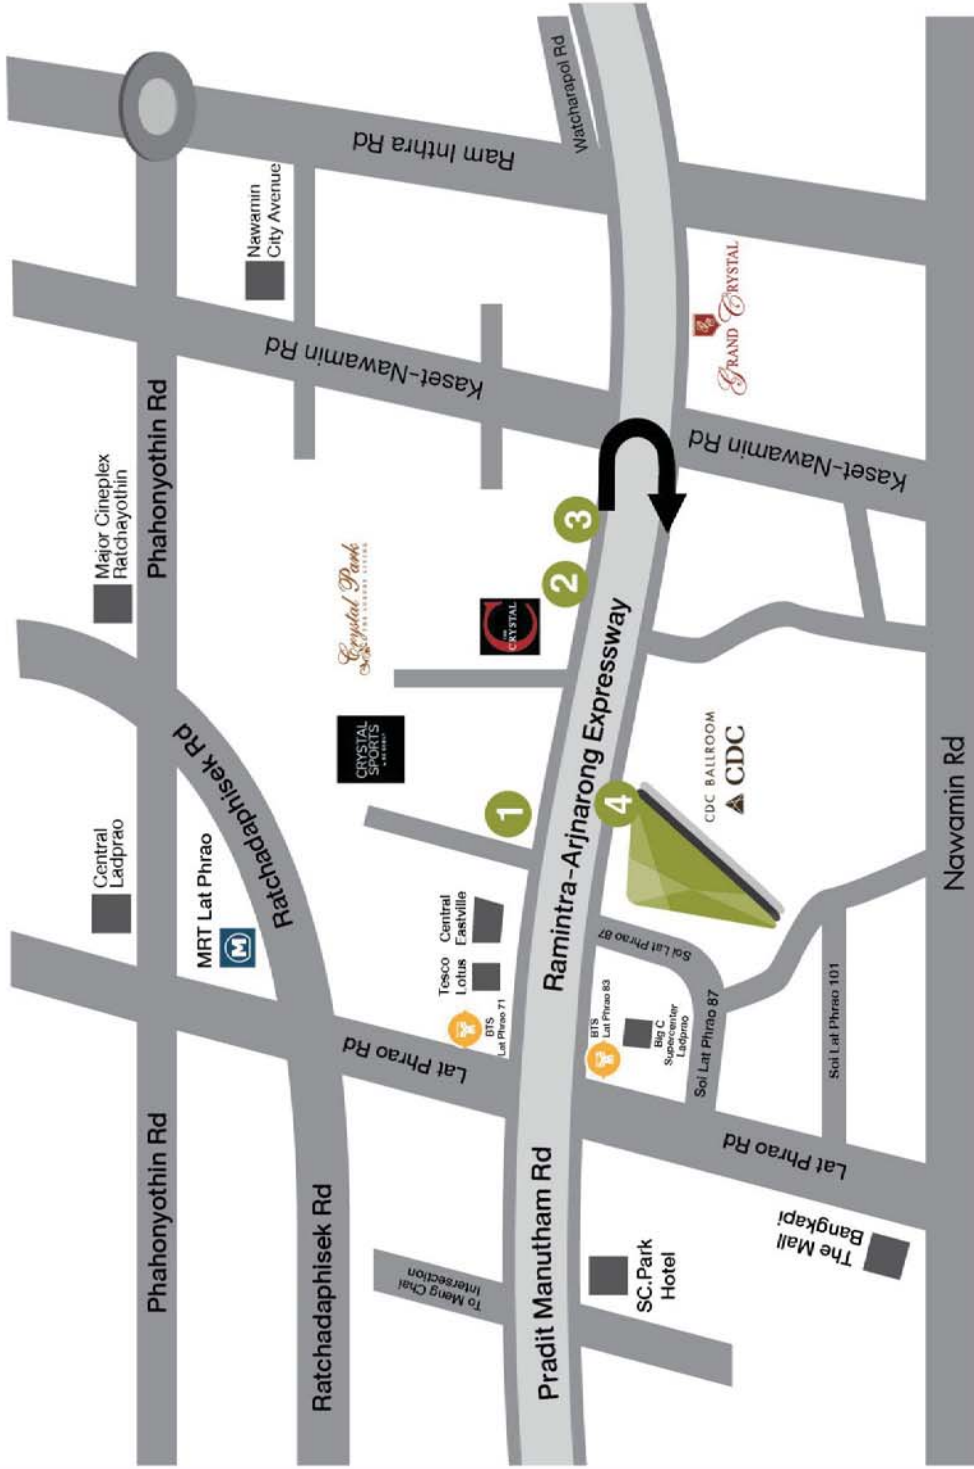 Phahonyothin Rd
Phahonyothin Rd
Central
Ladprao
Major Cineplex
Ratchayothin
MRT Lat Phrao
M
Ratchadaphisek Rd
Ratchadaphisek Rd
Ratchadaphisek Rd
Nawamin
City Avenue
Ram Inthra Rd
Kaset-Nawamin Rd
Watcharapol Rd
Lat Phrao Rd
CRYSTAL
SPORTS
Crystal Park
THE CRYSTAL
To Meng Chai
Intersection
BTS
Lat Phrao 71
Tesco
Lotus
Central
Eastville
1
2
3
4
Pradit Manutham Rd
Ramintra-Arjnarong Expressway
SC.Park
Hotel
BTS
Lat Phrao 83
Big C
Supercenter
Ladprao
Soi Lat Phrao 87
Soi Lat Phrao 87
CDC BALLROOM
CDC
Kaset-Nawamin Rd
GRAND CRYSTAL
Lat Phrao Rd
Soi Lat Phrao 101
The Mall
Bangkapi
Nawamin Rd